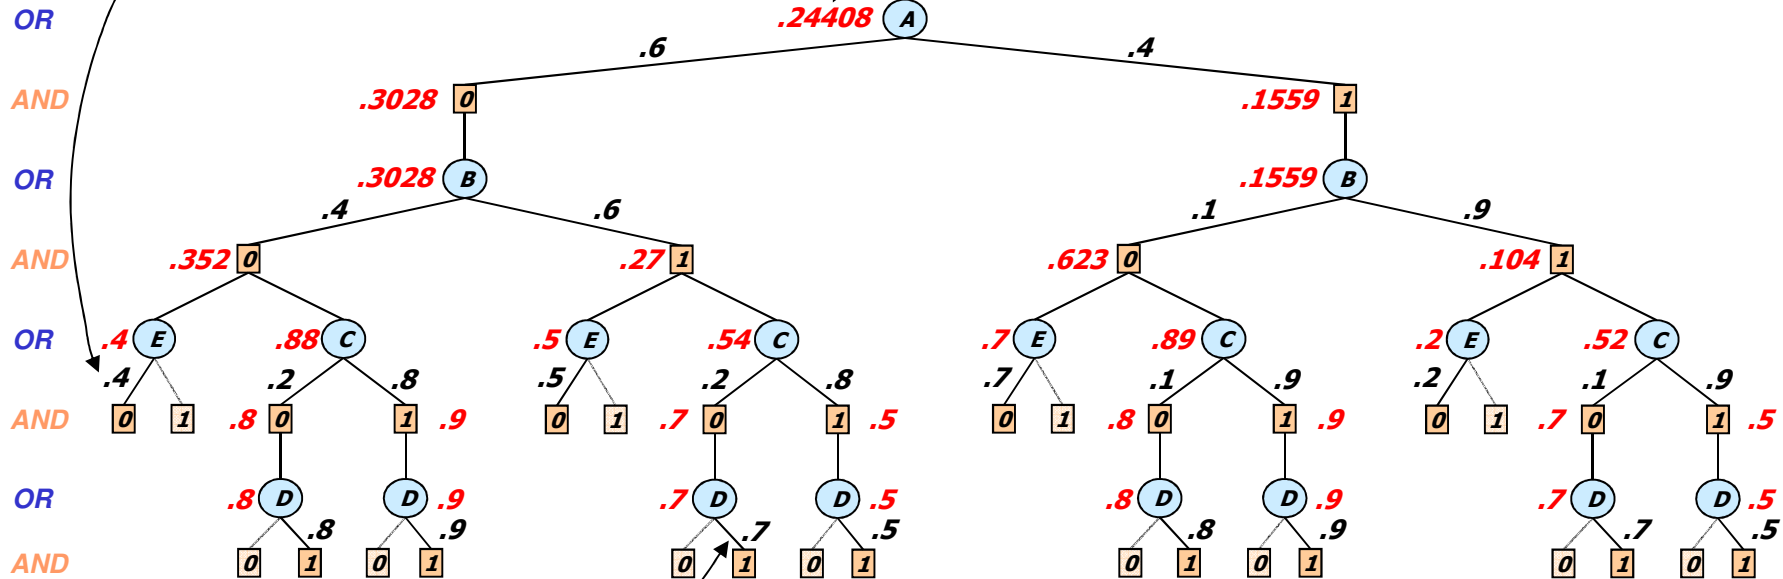 OR .24408 A
.6 .4
AND .3028 0 .1559 1
OR .3028 B .1559 B
.4 .6 .1 .9
AND .352 0 .27 1 .623 0 .104 1
OR .4 E .88 C .5 E .54 C .7 E .89 C .2 E .52 C
.4 .2 .8 .5 .2 .8 .7 .1 .9 .2 .1 .9
AND 0 1 .8 0 1 .9 0 1 .7 0 1 .5 0 1 .8 0 1 .9 0 1 .7 0 1 .5
OR .8 D D .9 .7 D D .5 .8 D D .9 .7 D D .5
.8 .9 .7 .5 .8 .9 .7 .5
AND 0 1 0 1 0 1 0 1 0 1 0 1 0 1 0 1